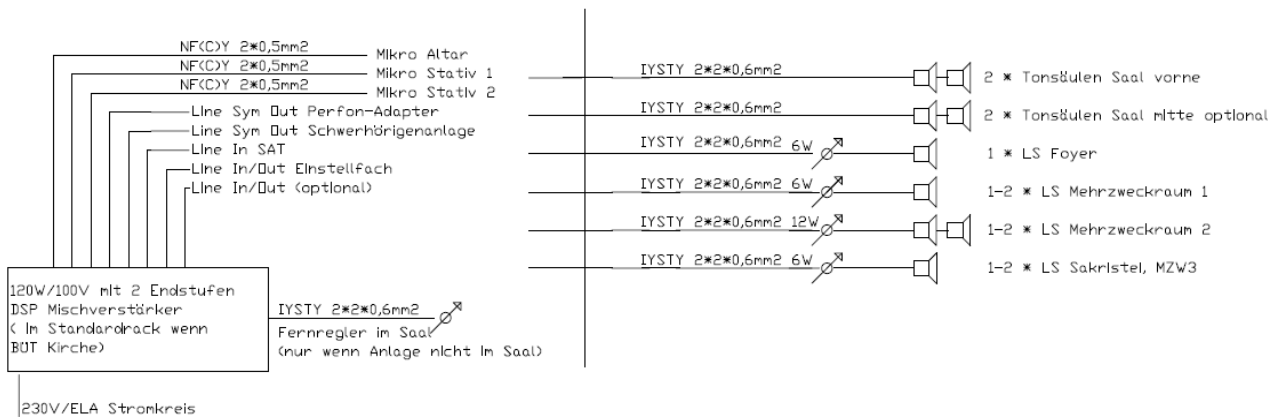 NF(C)Y 2*0,5mm2
Mikro Altar
NF(C)Y 2*0,5mm2
Mikro Stativ 1
NF(C)Y 2*0,5mm2
Mikro Stativ 2
Line Sym Out Perfon-Adapter
Line Sym Out Schwerhörigenanlage
Line In SAT
Line In/Out Einstellfach
Line In/Out (optional)
120W/100V mit 2 Endstufen
DSP Mischverstärker
( Im Standardrack wenn
BUT Kirche)
IYSTY 2*2*0,6mm2
Fernregler im Saal
(nur wenn Anlage nicht im Saal)
230V/ELA Stromkreis
IYSTY 2*2*0,6mm2
2 * Tonsäulen Saal vorne
IYSTY 2*2*0,6mm2
2 * Tonsäulen Saal mitte optional
IYSTY 2*2*0,6mm2 6W
1 * LS Foyer
IYSTY 2*2*0,6mm2 6W
1-2 * LS Mehrzweckraum 1
IYSTY 2*2*0,6mm2 12W
1-2 * LS Mehrzweckraum 2
IYSTY 2*2*0,6mm2 6W
1-2 * LS Sakristei, MZW3